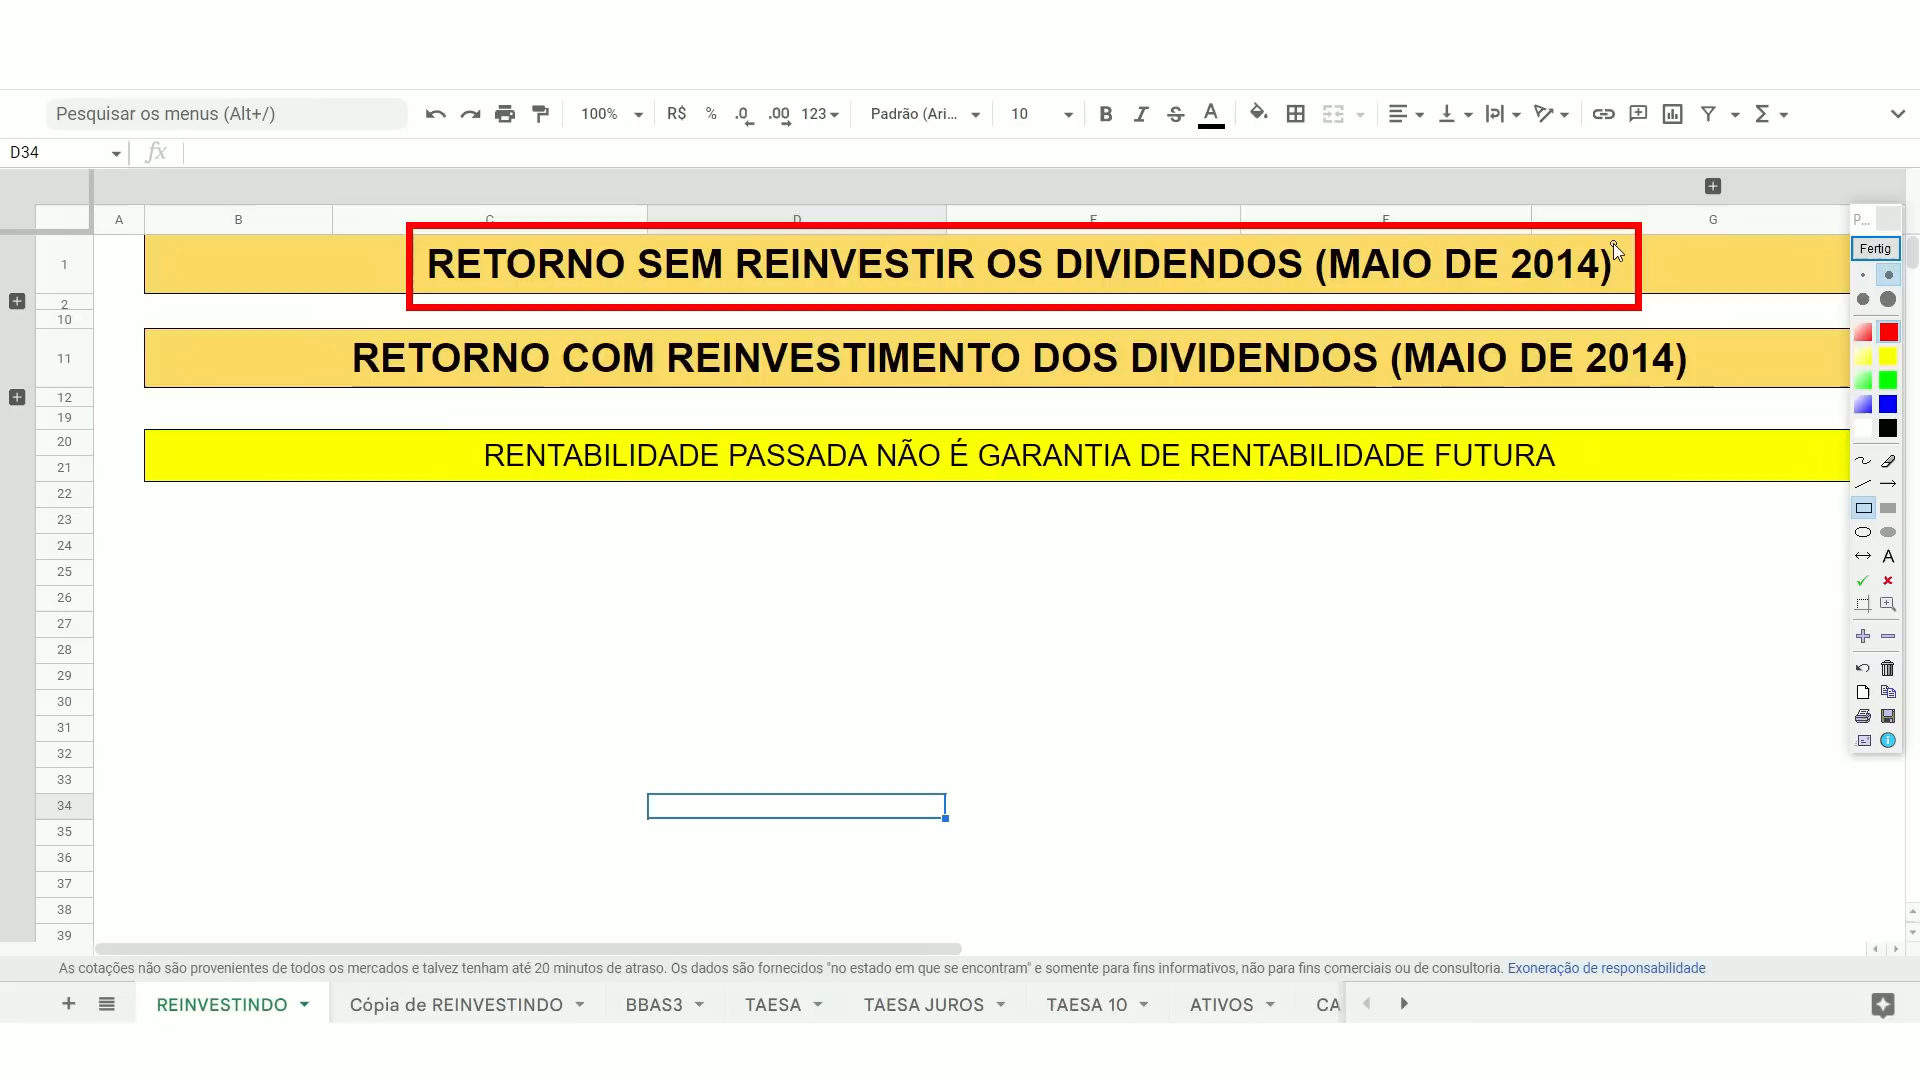 Pesquisar os menus (Alt+/)
100%
R$
%
.0
.00
123
Padrão (Ari...
10
D34
fx
A
B
C
D
E
F
G
P...
Fertig
1
RETORNO SEM REINVESTIR OS DIVIDENDOS (MAIO DE 2014)
2
10
11
RETORNO COM REINVESTIMENTO DOS DIVIDENDOS (MAIO DE 2014)
12
19
20
RENTABILIDADE PASSADA NÃO É GARANTIA DE RENTABILIDADE FUTURA
21
22
23
24
25
26
27
28
29
30
31
32
33
34
35
36
37
38
39
As cotações não são provenientes de todos os mercados e talvez tenham até 20 minutos de atraso. Os dados são fornecidos "no estado em que se encontram" e somente para fins informativos, não para fins comerciais ou de consultoria. Exoneração de responsabilidade
REINVESTINDO
Cópia de REINVESTINDO
BBAS3
TAESA
TAESA JUROS
TAESA 10
ATIVOS
CA